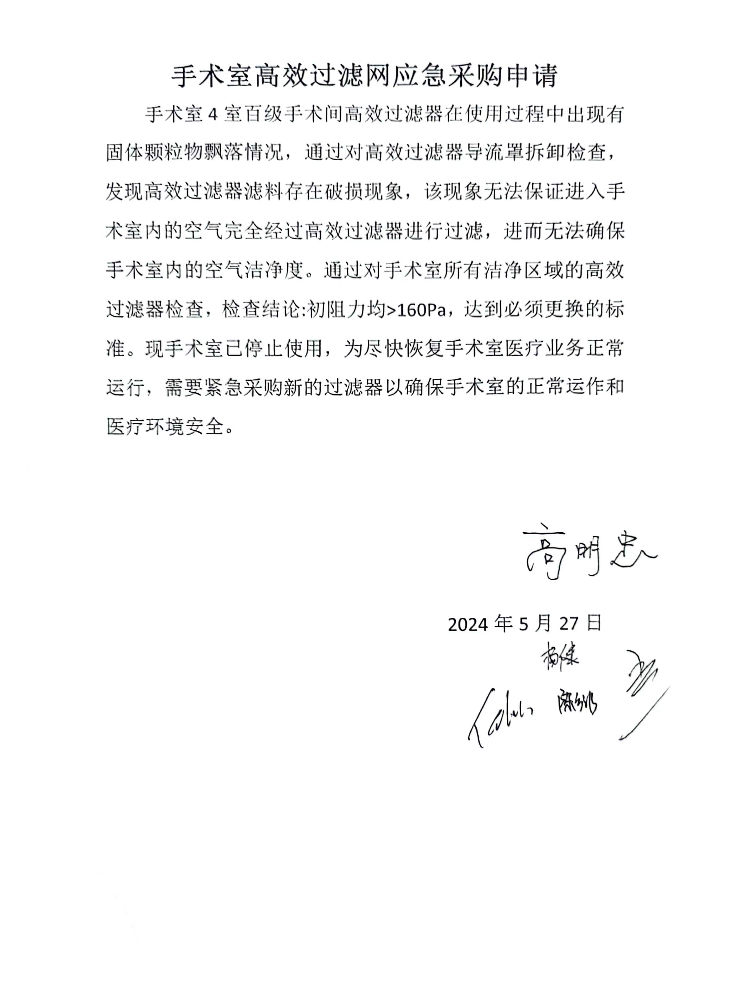 手术室高效过滤网应急采购申请
手术室 4 室百级手术间高效过滤器在使用过程中出现有
固体颗粒物飘落情况，通过对高效过滤器导流罩拆卸检查，
发现高效过滤器滤料存在破损现象，该现象无法保证进入手
术室内的空气完全经过高效过滤器进行过滤，进而无法确保
手术室内的空气洁净度。通过对手术室所有洁净区域的高效
过滤器检查，检查结论:初阻力均>160Pa，达到必须更换的标
准。现手术室已停止使用，为尽快恢复手术室医疗业务正常
运行，需要紧急采购新的过滤器以确保手术室的正常运作和
医疗环境安全。
高明忠
2024 年 5 月 27 日